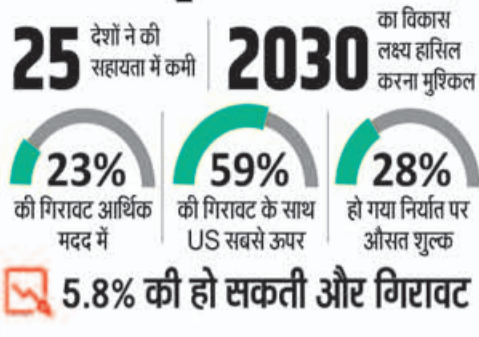 25 देशों ने की
सहायता में कमी
2030 का विकास
लक्ष्य हासिल
करना मुश्किल
23%
की गिरावट आर्थिक
मदद में
59%
की गिरावट के साथ
US सबसे ऊपर
28%
हो गया निर्यात पर
औसत शुल्क
5.8% की हो सकती और गिरावट